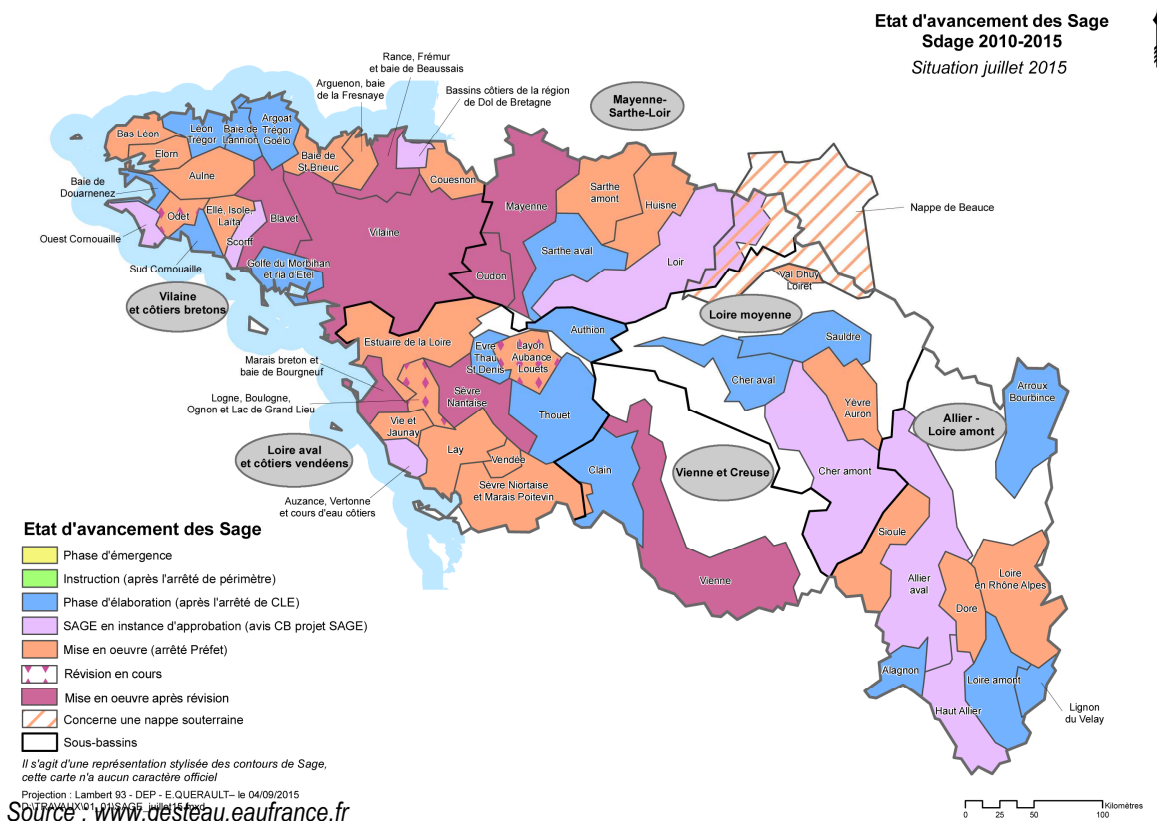 Etat d'avancement des Sage
Sdage 2010-2015
Situation juillet 2015
Rance, Frémur
et baie de Beaussais
Arguenon, baie
de la Fresnaye
Bassins côtiers de la région
de Dol de Bretagne
Mayenne-
Sarthe-Loir
Bas Léon
Léon
Trégor
Baie de
Lannion
Argoat
Trégor
Goëlo
Elorn
Aulne
Baie de
St Brieuc
Couesnon
Baie de
Douarnenez
Odet
Ellé, Isole,
Laïta
Blavet
Scorff
Ouest Cornouaille
Sud Cornouaille
Golfe du Morbihan
et ria d'Etel
Vilaine
Vilaine
et côtiers bretons
Mayenne
Oudon
Sarthe
amont
Huisne
Sarthe aval
Loir
Nappe de Beauce
Val Dhuy
Loiret
Loire moyenne
Estuaire de la Loire
Evre
Thau
St Denis
Layon
Aubance
Louets
Authion
Sauldre
Cher aval
Marais breton et
baie de Bourgneuf
Logne, Boulogne,
Ognon et Lac de Grand Lieu
Sèvre
Nantaise
Thouet
Yèvre
Auron
Arroux
Bourbince
Allier -
Loire amont
Vie et
Jaunay
Lay
Vendée
Loire aval
et côtiers vendéens
Clain
Vienne et Creuse
Cher amont
Sèvre Niortaise
et Marais Poitevin
Auzance, Vertonne
et cours d'eau côtiers
Sioule
Vienne
Allier
aval
Dore
Loire
en Rhône Alpes
Alagnon
Loire amont
Haut Allier
Lignon
du Velay
Etat d'avancement des Sage
Phase d'émergence
Instruction (après l'arrêté de périmètre)
Phase d'élaboration (après l'arrêté de CLE)
SAGE en instance d'approbation (avis CB projet SAGE)
Mise en oeuvre (arrêté Préfet)
Révision en cours
Mise en oeuvre après révision
Concerne une nappe souterraine
Sous-bassins
Il s'agit d'une représentation stylisée des contours de Sage,
cette carte n'a aucun caractère officiel
Projection : Lambert 93 - DEP - E.QUERAULT– le 04/09/2015
D:\TRAVAUX\01_01\SAGE_juillet15.mxd
Source : www.gesteau.eaufrance.fr
Kilomètres
0 25 50 100